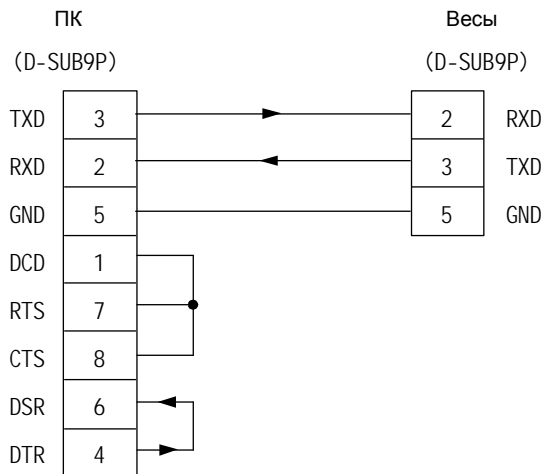 ПК Весы
(D-SUB9P) (D-SUB9P)
TXD 3 2 RXD
RXD 2 3 TXD
GND 5 5 GND
DCD 1
RTS 7
CTS 8
DSR 6
DTR 4